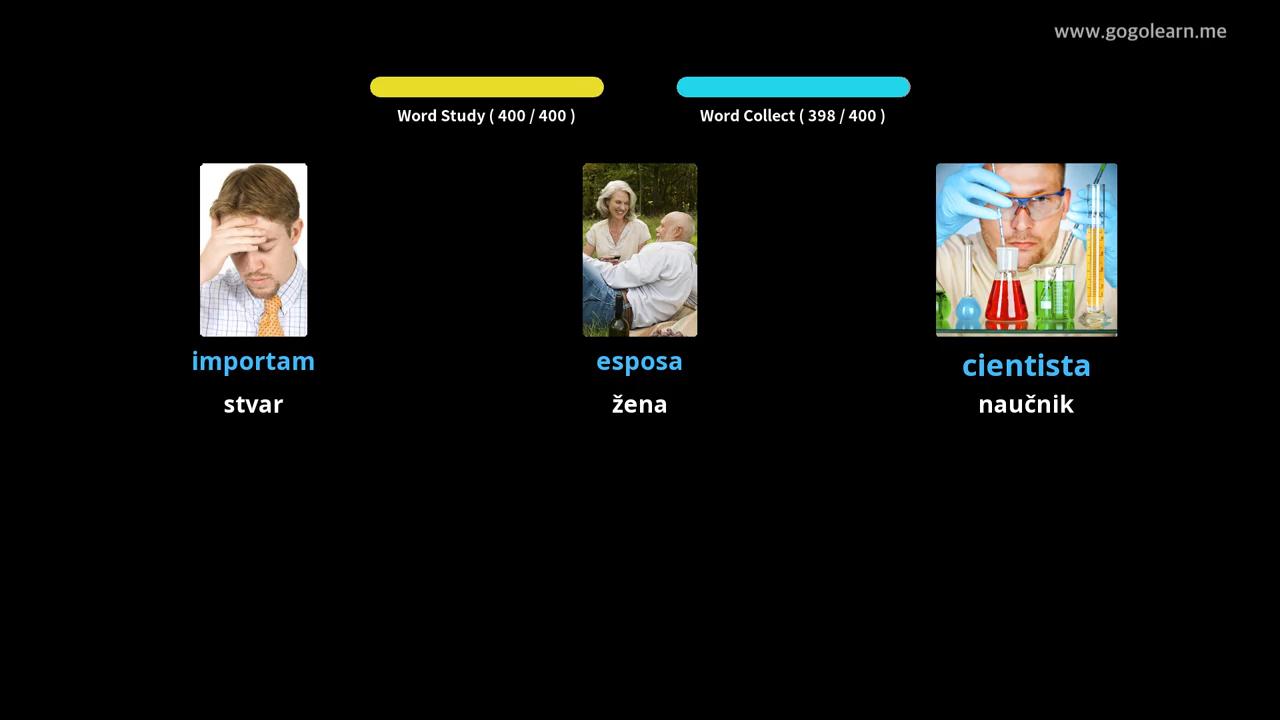 www.gogolearn.me
Word Study ( 400 / 400 )
Word Collect ( 398 / 400 )
importam
esposa
cientista
stvar
žena
naučnik